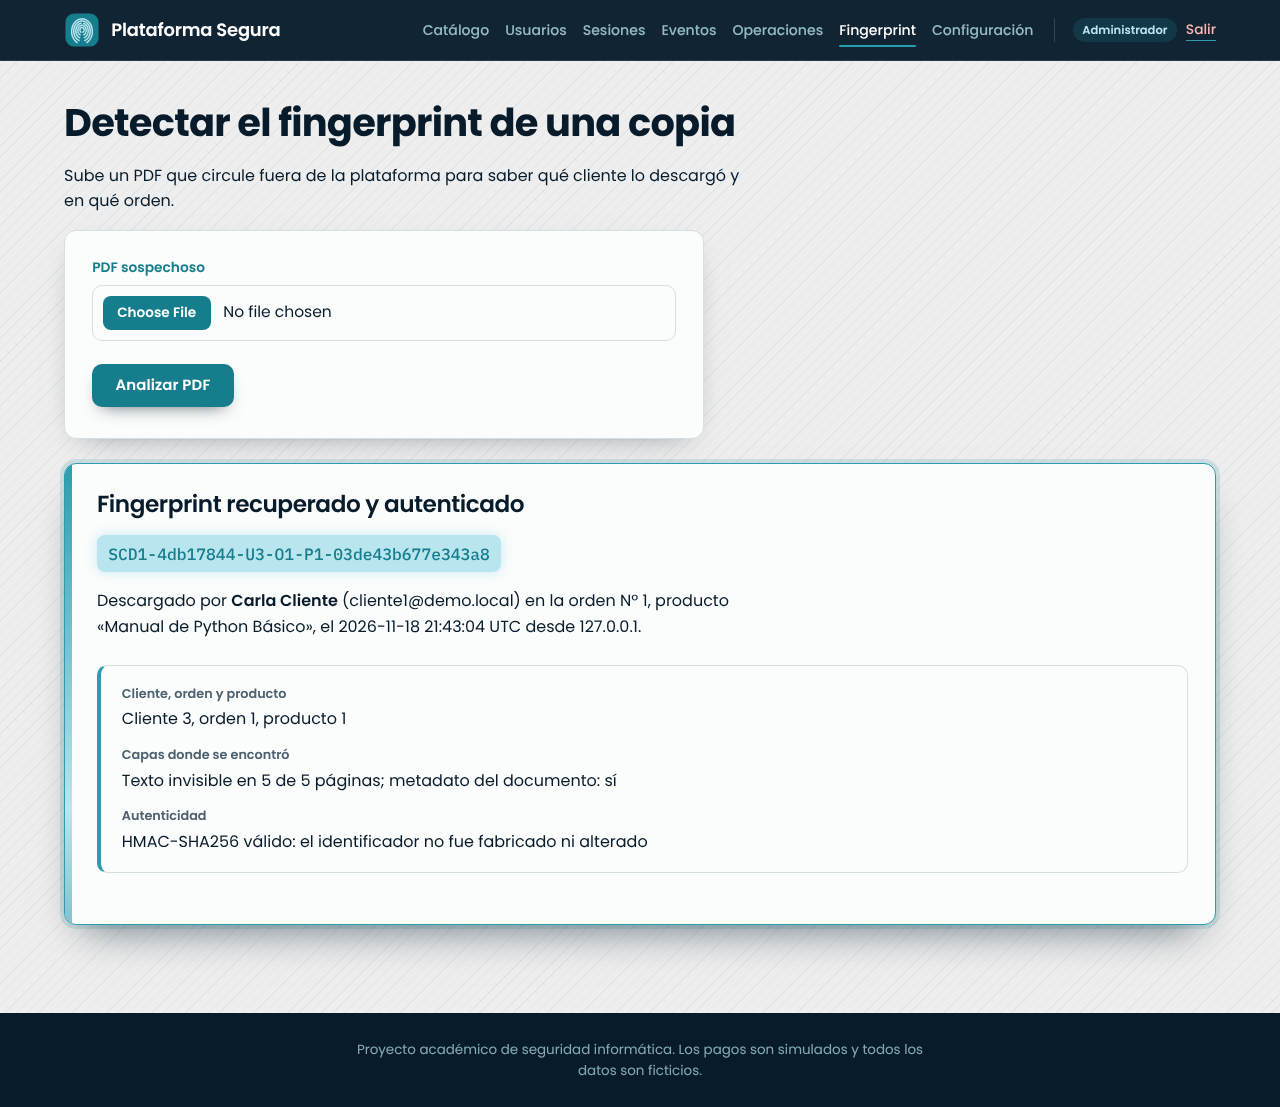 Plataforma Segura
Catálogo Usuarios Sesiones Eventos Operaciones Fingerprint Configuración Administrador Salir
Detectar el fingerprint de una copia
Sube un PDF que circule fuera de la plataforma para saber qué cliente lo descargó y
en qué orden.
PDF sospechoso
Choose File No file chosen
Analizar PDF
Fingerprint recuperado y autenticado
SCD1-4db17844-U3-O1-P1-03de43b677e343a8
Descargado por Carla Cliente (cliente1@demo.local) en la orden Nº 1, producto
«Manual de Python Básico», el 2026-11-18 21:43:04 UTC desde 127.0.0.1.
Cliente, orden y producto
Cliente 3, orden 1, producto 1
Capas donde se encontró
Texto invisible en 5 de 5 páginas; metadato del documento: sí
Autenticidad
HMAC-SHA256 válido: el identificador no fue fabricado ni alterado
Proyecto académico de seguridad informática. Los pagos son simulados y todos los
datos son ficticios.